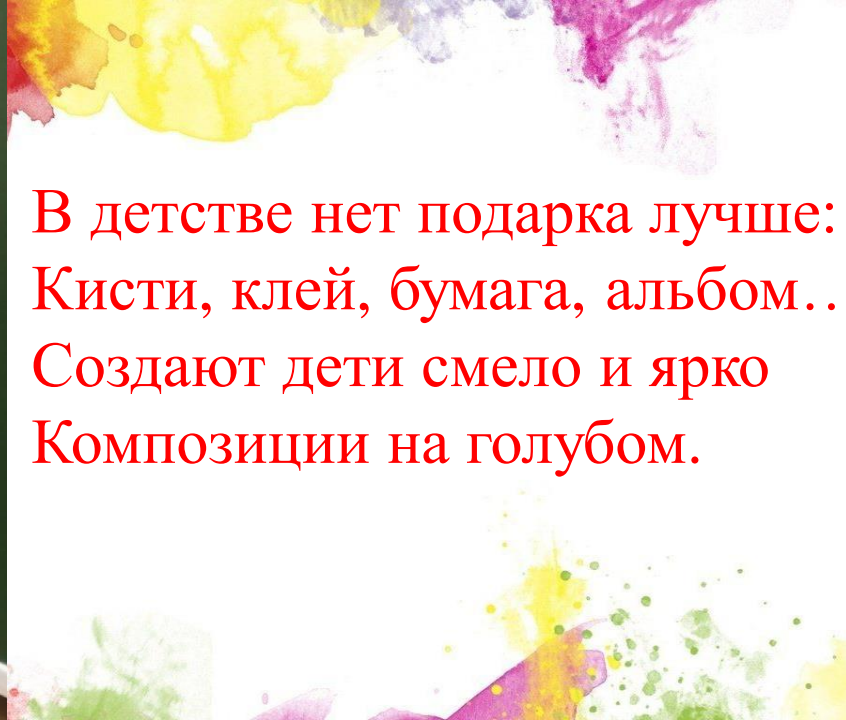 В детстве нет подарка лучше:
Кисти, клей, бумага, альбом..
Создают дети смело и ярко
Композиции на голубом.